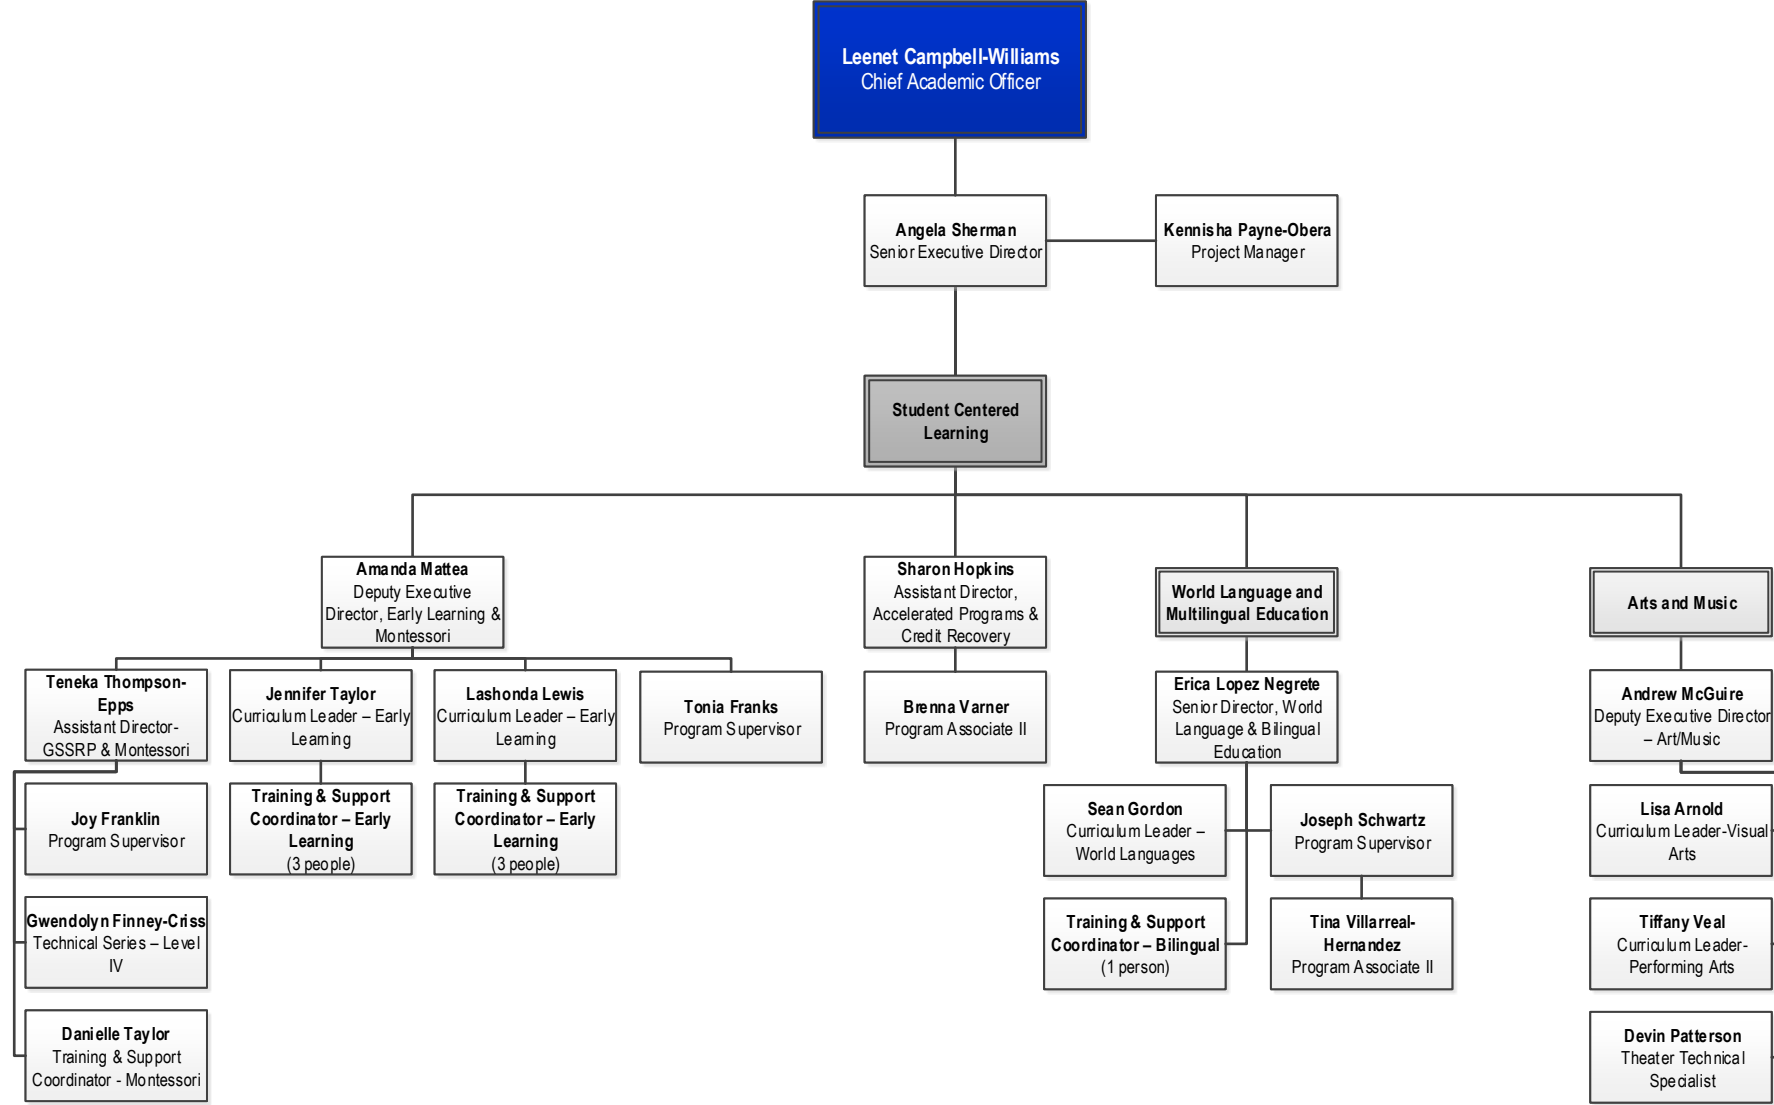 Leenet Campbell-Williams
Chief Academic Officer
Angela Sherman
Senior Executive Director
Kennisha Payne-Obera
Project Manager
Student Centered
Learning
Amanda Mattea
Deputy Executive
Director, Early Learning &
Montessori
Sharon Hopkins
Assistant Director,
Accelerated Programs &
Credit Recovery
World Language and
Multilingual Education
Arts and Music
Teneka Thompson-
Epps
Assistant Director-
GSSRP & Montessori
Jennifer Taylor
Curriculum Leader – Early
Learning
Lashonda Lewis
Curriculum Leader – Early
Learning
Tonia Franks
Program Supervisor
Brenna Varner
Program Associate II
Erica Lopez Negrete
Senior Director, World
Language & Bilingual
Education
Andrew McGuire
Deputy Executive Director
– Art/Music
Joy Franklin
Program Supervisor
Training & Support
Coordinator – Early
Learning
(3 people)
Training & Support
Coordinator – Early
Learning
(3 people)
Sean Gordon
Curriculum Leader –
World Languages
Joseph Schwartz
Program Supervisor
Lisa Arnold
Curriculum Leader-Visual
Arts
Gwendolyn Finney-Criss
Technical Series – Level
IV
Training & Support
Coordinator – Bilingual
(1 person)
Tina Villarreal-
Hernandez
Program Associate II
Tiffany Veal
Curriculum Leader-
Performing Arts
Danielle Taylor
Training & Support
Coordinator - Montessori
Devin Patterson
Theater Technical
Specialist